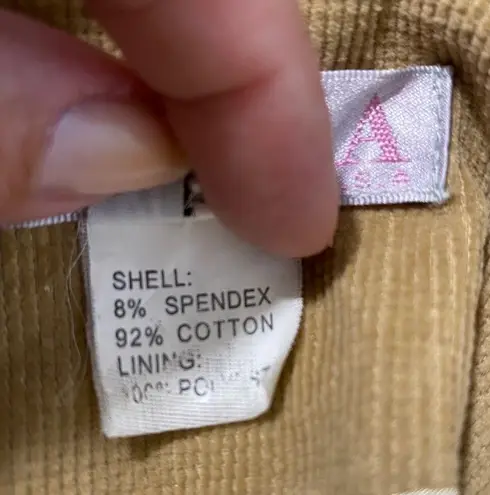 A
SHELL:
8% SPENDEX
92% COTTON
LINING: